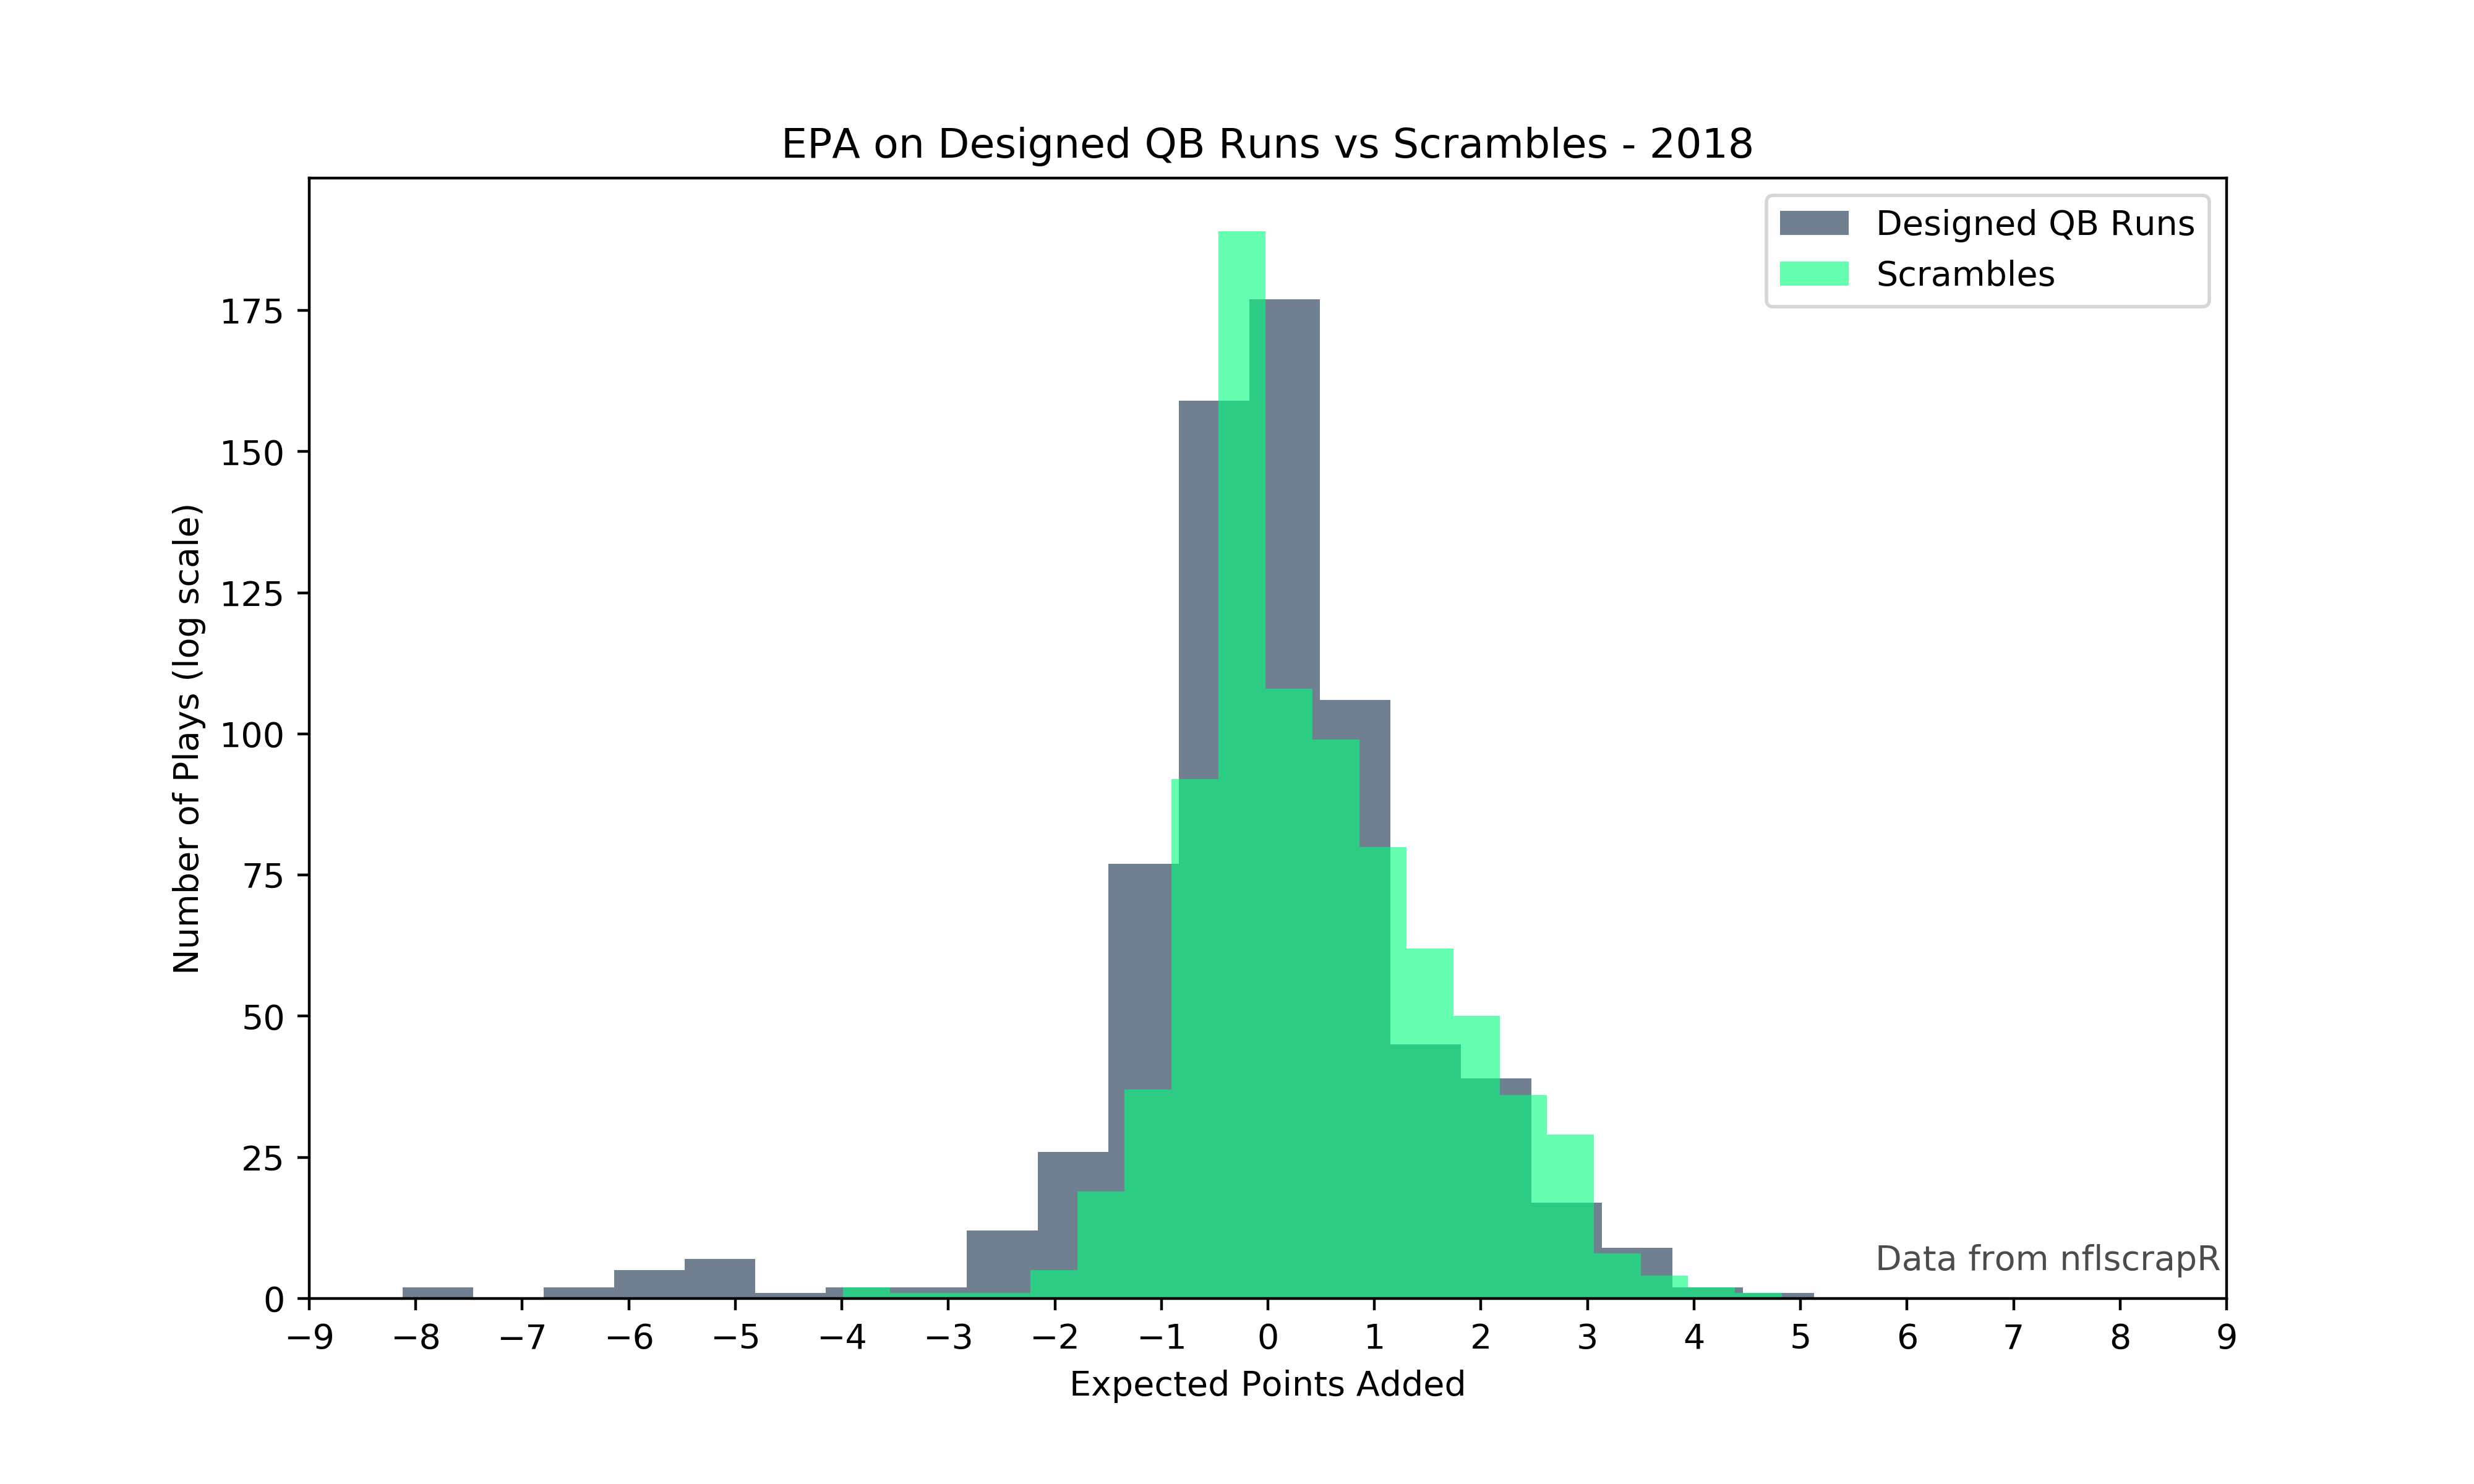 EPA on Designed QB Runs vs Scrambles - 2018
Designed QB Runs
Scrambles
Number of Plays (log scale)
175
150
125
100
75
50
25
0
−9 −8 −7 −6 −5 −4 −3 −2 −1 0 1 2 3 4 5 6 7 8 9
Data from nflscrapR
Expected Points Added